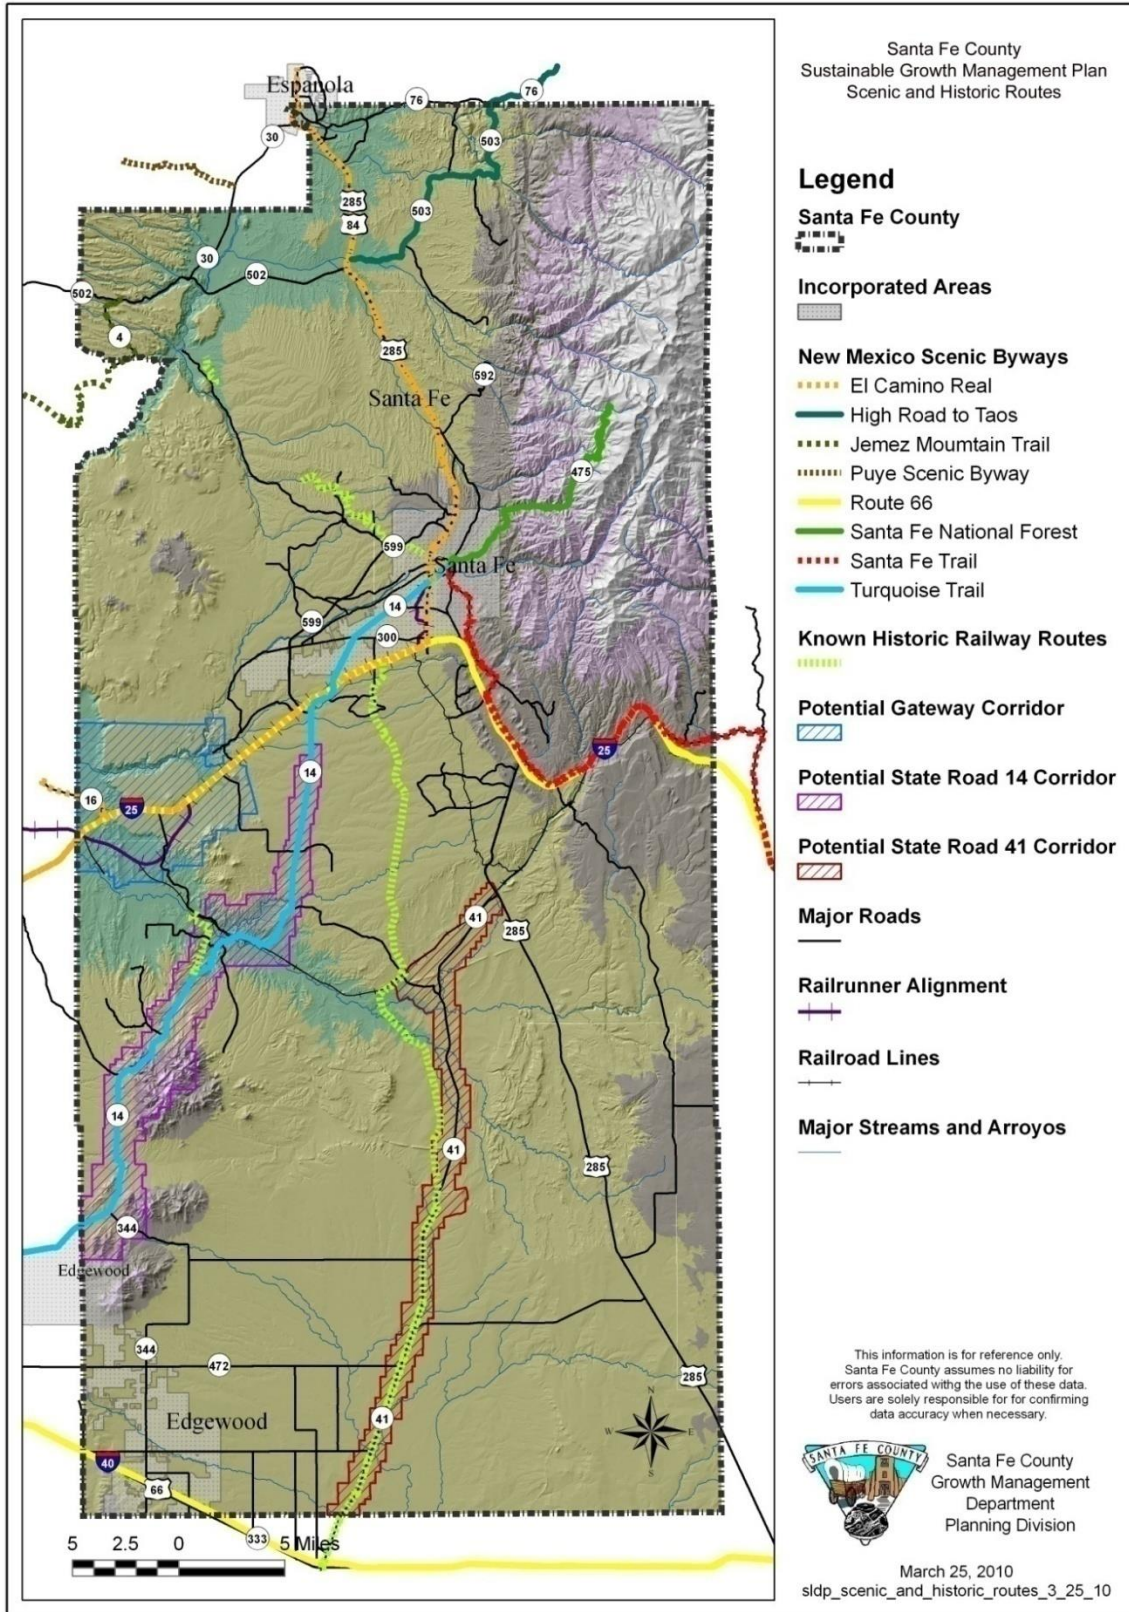 Santa Fe County
Sustainable Growth Management Plan
Scenic and Historic Routes
Legend
Santa Fe County
Incorporated Areas
New Mexico Scenic Byways
El Camino Real
High Road to Taos
Jemez Mountain Trail
Puye Scenic Byway
Route 66
Santa Fe National Forest
Santa Fe Trail
Turquoise Trail
Known Historic Railway Routes
Potential Gateway Corridor
Potential State Road 14 Corridor
Potential State Road 41 Corridor
Major Roads
Railrunner Alignment
Railroad Lines
Major Streams and Arroyos
This information is for reference only.
Santa Fe County assumes no liability for
errors associated withg the use of these data.
Users are solely responsible for for confirming
data accuracy when necessary.
SANTA FE COUNTY
Santa Fe County
Growth Management
Department
Planning Division
March 25, 2010
sldp_scenic_and_historic_routes_3_25_10
Espanola
76
76
30
503
285
503
84
30
502
502
4
285
592
Santa Fe
475
599
Santa Fe
14
599
300
25
14
16
25
41
285
14
41
285
344
Edgewood
344
472
285
N
W E
S
Edgewood
41
40
66
333
5 2.5 0 5 Miles